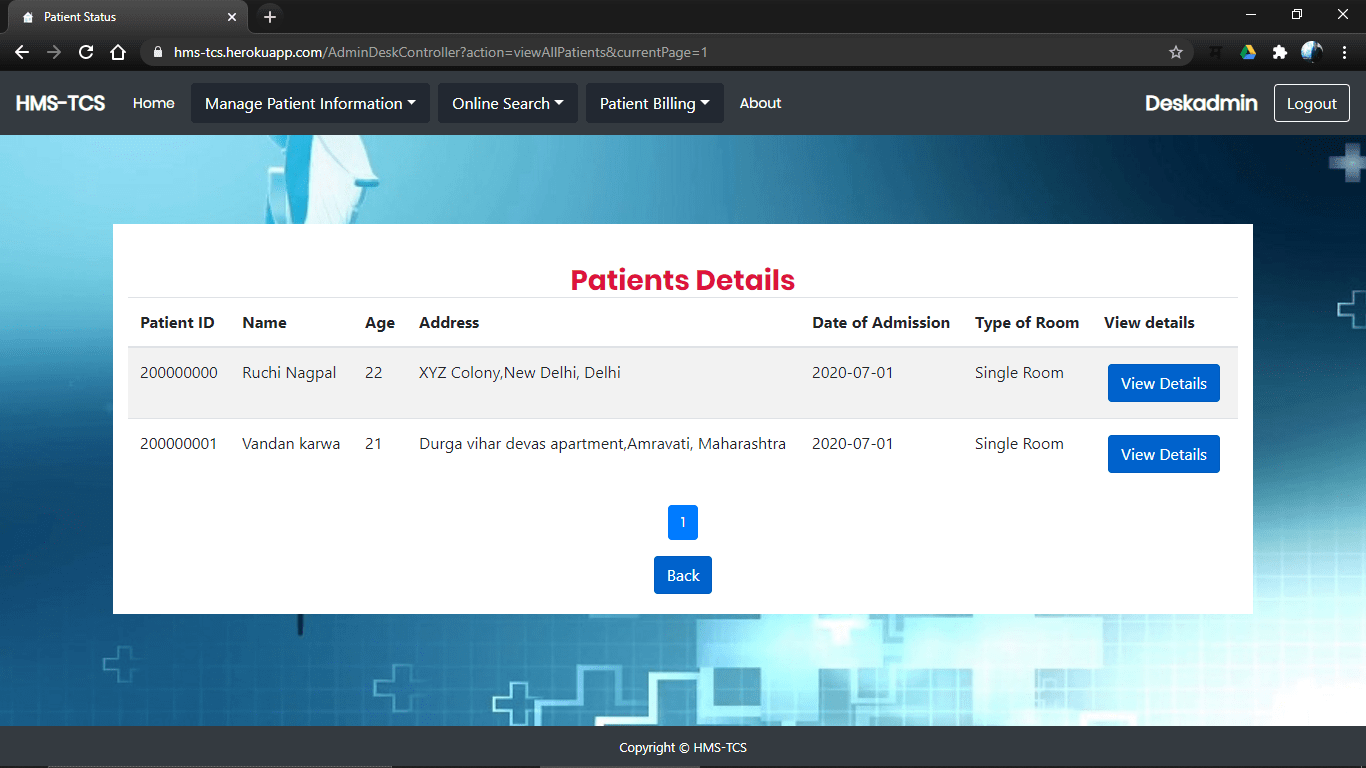 Patient Status
hms-tcs.herokuapp.com/AdminDeskController?action=viewAllPatients&currentPage=1
HMS-TCS Home Manage Patient Information Online Search Patient Billing About Deskadmin Logout
Patients Details
Patient ID Name Age Address Date of Admission Type of Room View details
200000000 Ruchi Nagpal 22 XYZ Colony,New Delhi, Delhi 2020-07-01 Single Room View Details
200000001 Vandan karwa 21 Durga vihar devas apartment,Amravati, Maharashtra 2020-07-01 Single Room View Details
1
Back
Copyright © HMS-TCS